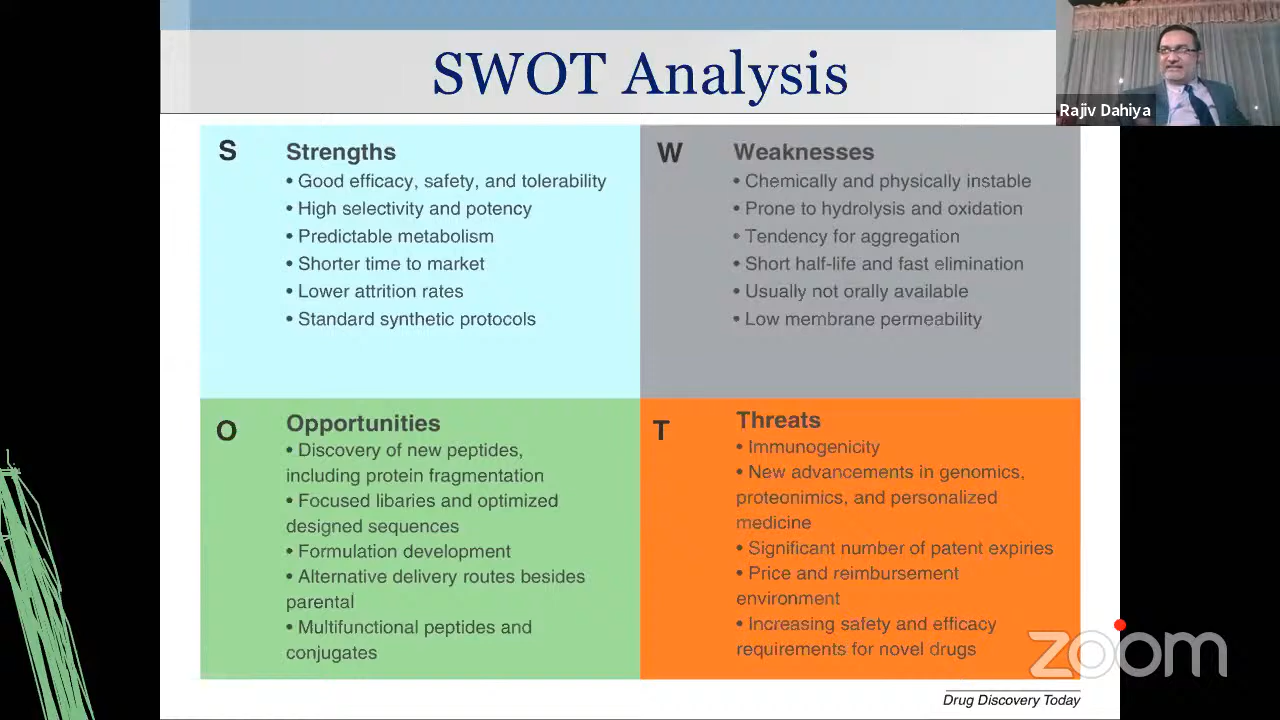 SWOT Analysis
Rajiv Dahiya
S
Strengths
• Good efficacy, safety, and tolerability
• High selectivity and potency
• Predictable metabolism
• Shorter time to market
• Lower attrition rates
• Standard synthetic protocols
W
Weaknesses
• Chemically and physically instable
• Prone to hydrolysis and oxidation
• Tendency for aggregation
• Short half-life and fast elimination
• Usually not orally available
• Low membrane permeability
O
Opportunities
• Discovery of new peptides,
including protein fragmentation
• Focused libaries and optimized
designed sequences
• Formulation development
• Alternative delivery routes besides
parental
• Multifunctional peptides and
conjugates
T
Threats
• Immunogenicity
• New advancements in genomics,
proteonimics, and personalized
medicine
• Significant number of patent expiries
• Price and reimbursement
environment
• Increasing safety and efficacy
requirements for novel drugs
zoom
Drug Discovery Today